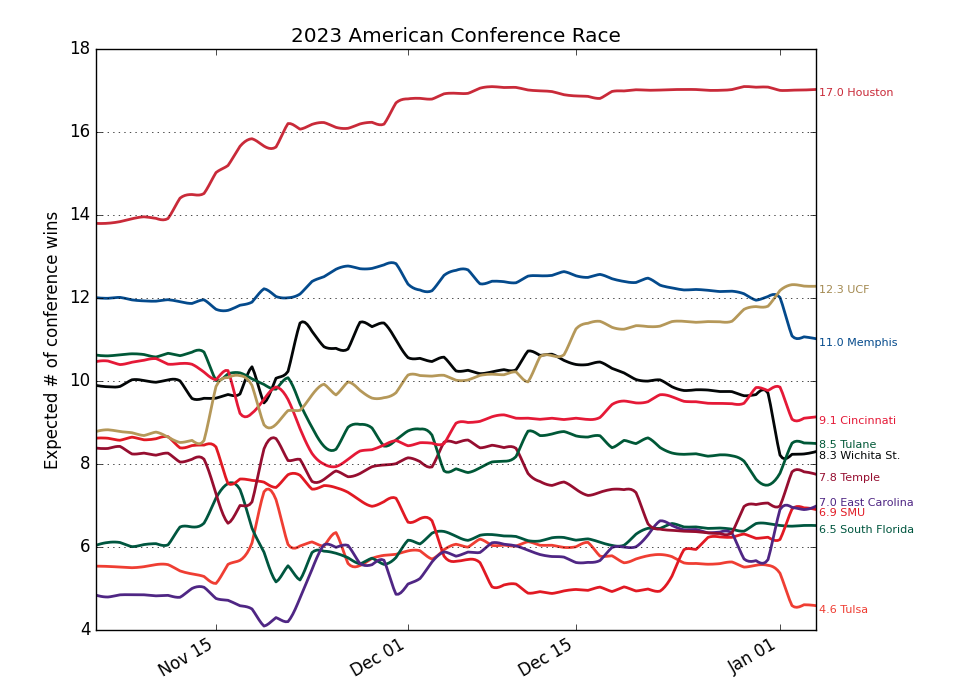 2023 American Conference Race
Expected # of conference wins
18
16
14
12
10
8
6
4
Nov 15
Dec 01
Dec 15
Jan 01
17.0 Houston
12.3 UCF
11.0 Memphis
9.1 Cincinnati
8.5 Tulane
8.3 Wichita St.
7.8 Temple
7.0 East Carolina
6.9 SMU
6.5 South Florida
4.6 Tulsa